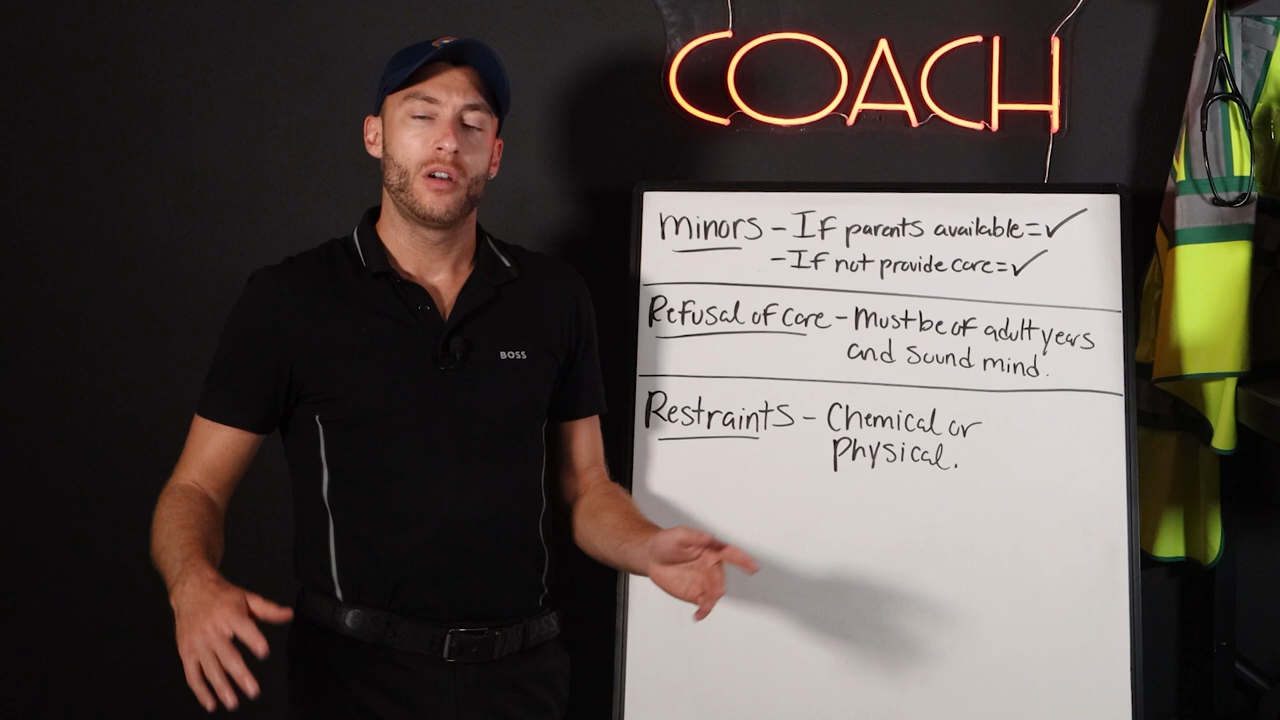 COACH
Minors - If parents available = ✓
- If not provide care = ✓
Refusal of care - Must be of adult years
and sound mind.
Restraints - Chemical or
Physical.
BOSS